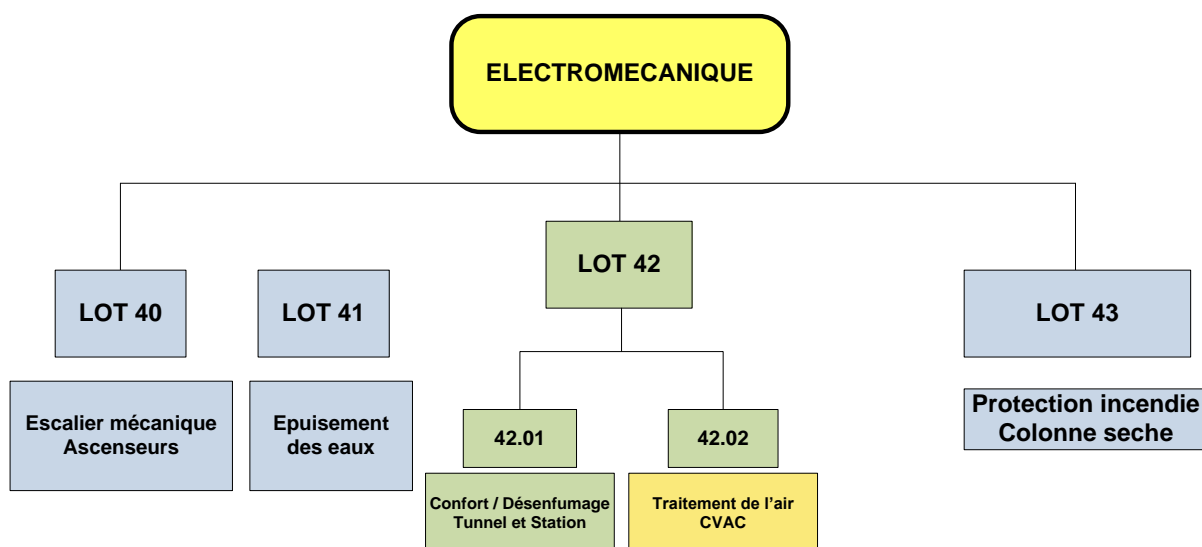 ELECTROMECANIQUE
LOT 40
LOT 41
LOT 42
LOT 43
Escalier mécanique
Ascenseurs
Epuisement
des eaux
42.01
42.02
Protection incendie
Colonne seche
Confort / Désenfumage
Tunnel et Station
Traitement de l'air
CVAC